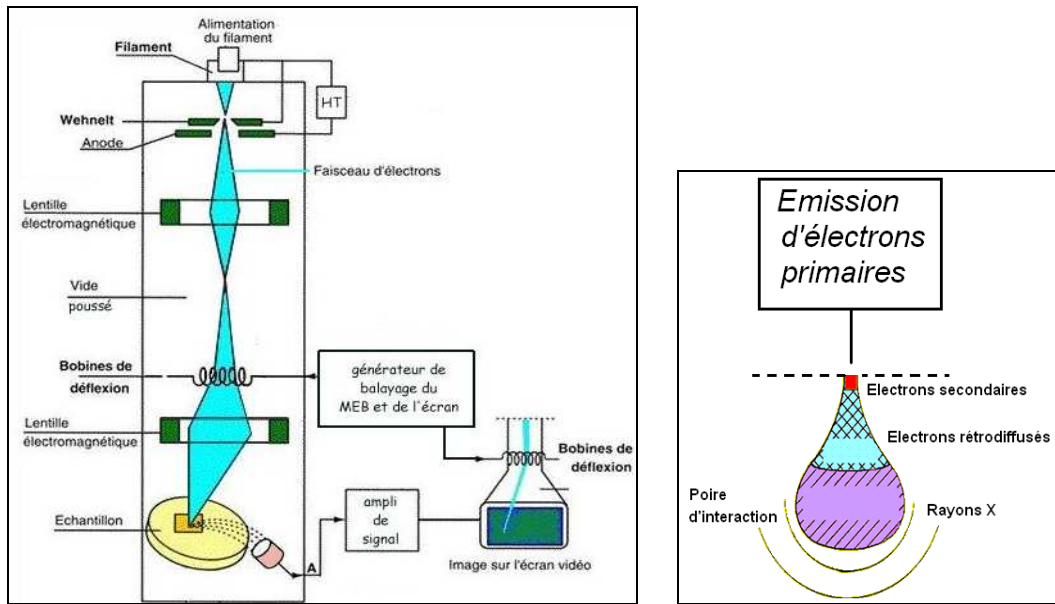 Alimentation
du filament
Filament
HT
Wehnelt
Anode
Faisceau d'électrons
Lentille
électromagnétique
Vide
poussé
Bobines de
déflexion
générateur de
balayage du
MEB et de l'écran
Lentille
électromagnétique
Bobines de
déflexion
Echantillon
A
ampli
de
signal
Image sur l'écran vidéo
Emission
d'électrons
primaires
Electrons secondaires
Electrons rétrodiffusés
Poire
d'interaction
Rayons X